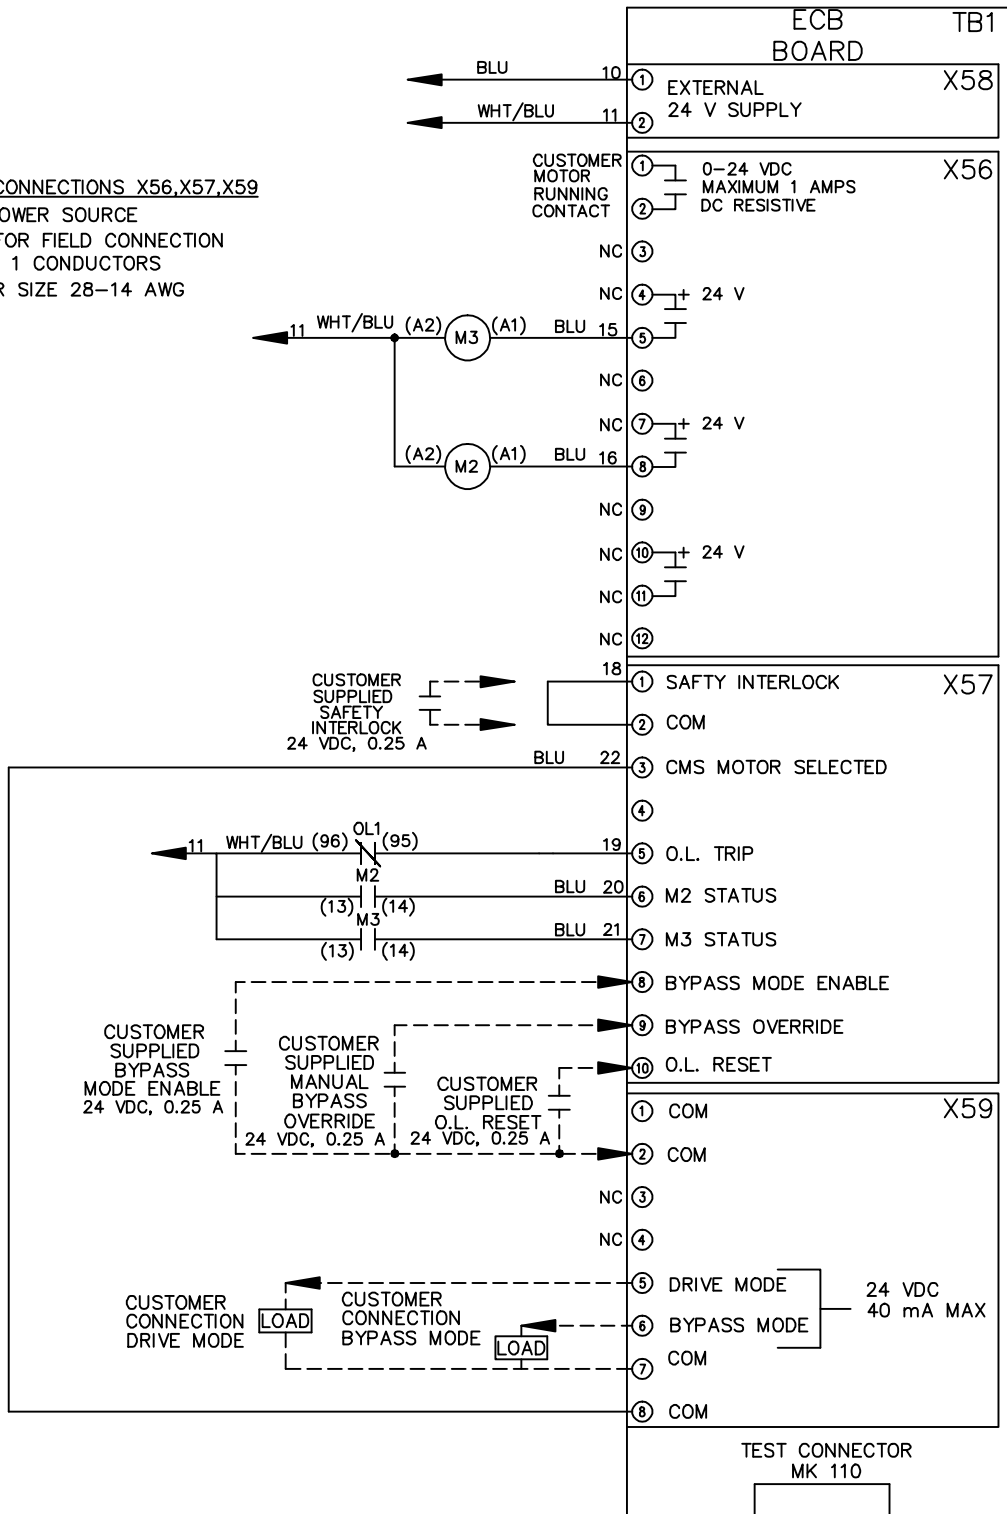 ECB TB1
BOARD
X58
BLU 10 1 EXTERNAL
WHT/BLU 11 2 24 V SUPPLY
CONNECTIONS X56,X57,X59
OWER SOURCE
FOR FIELD CONNECTION
1 CONDUCTORS
R SIZE 28-14 AWG
X56
CUSTOMER
MOTOR
RUNNING
CONTACT
1
2
0-24 VDC
MAXIMUM 1 AMPS
DC RESISTIVE
NC 3
NC 4 + 24 V
11 WHT/BLU (A2) M3 (A1) BLU 15 5
NC 6
NC 7 + 24 V
(A2) M2 (A1) BLU 16 8
NC 9
NC 10 + 24 V
NC 11
NC 12
X57
CUSTOMER
SUPPLIED
SAFETY
INTERLOCK
24 VDC, 0.25 A
18 1 SAFTY INTERLOCK
2 COM
BLU 22 3 CMS MOTOR SELECTED
4
OL1
11 WHT/BLU (96) (95) 19 5 O.L. TRIP
M2
(13) (14) BLU 20 6 M2 STATUS
M3
(13) (14) BLU 21 7 M3 STATUS
8 BYPASS MODE ENABLE
9 BYPASS OVERRIDE
10 O.L. RESET
CUSTOMER
SUPPLIED
BYPASS
MODE ENABLE
24 VDC, 0.25 A
CUSTOMER
SUPPLIED
MANUAL
BYPASS
OVERRIDE
24 VDC, 0.25 A
CUSTOMER
SUPPLIED
O.L. RESET
24 VDC, 0.25 A
X59
1 COM
2 COM
NC 3
NC 4
5 DRIVE MODE
6 BYPASS MODE
7 COM
8 COM
24 VDC
40 mA MAX
CUSTOMER
CONNECTION
DRIVE MODE
LOAD
CUSTOMER
CONNECTION
BYPASS MODE
LOAD
TEST CONNECTOR
MK 110